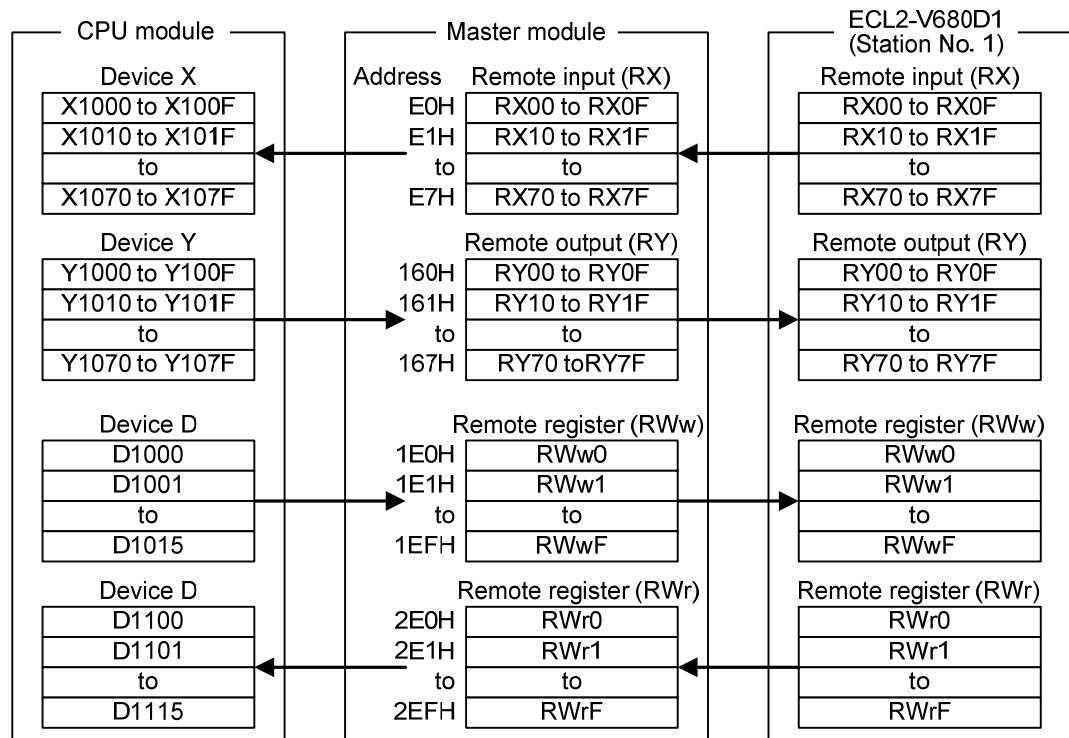 CPU module
Master module
ECL2-V680D1
(Station No. 1)
Device X
Address
Remote input (RX)
Remote input (RX)
X1000 to X100F
E0H
RX00 to RX0F
RX00 to RX0F
X1010 to X101F
E1H
RX10 to RX1F
RX10 to RX1F
to
to
to
to
X1070 to X107F
E7H
RX70 to RX7F
RX70 to RX7F
Device Y
Remote output (RY)
Remote output (RY)
Y1000 to Y100F
160H
RY00 to RY0F
RY00 to RY0F
Y1010 to Y101F
161H
RY10 to RY1F
RY10 to RY1F
to
to
to
to
Y1070 to Y107F
167H
RY70 toRY7F
RY70 to RY7F
Device D
Remote register (RWw)
Remote register (RWw)
D1000
1E0H
RWw0
RWw0
D1001
1E1H
RWw1
RWw1
to
to
to
to
D1015
1EFH
RWwF
RWwF
Device D
Remote register (RWr)
Remote register (RWr)
D1100
2E0H
RWr0
RWr0
D1101
2E1H
RWr1
RWr1
to
to
to
to
D1115
2EFH
RWrF
RWrF